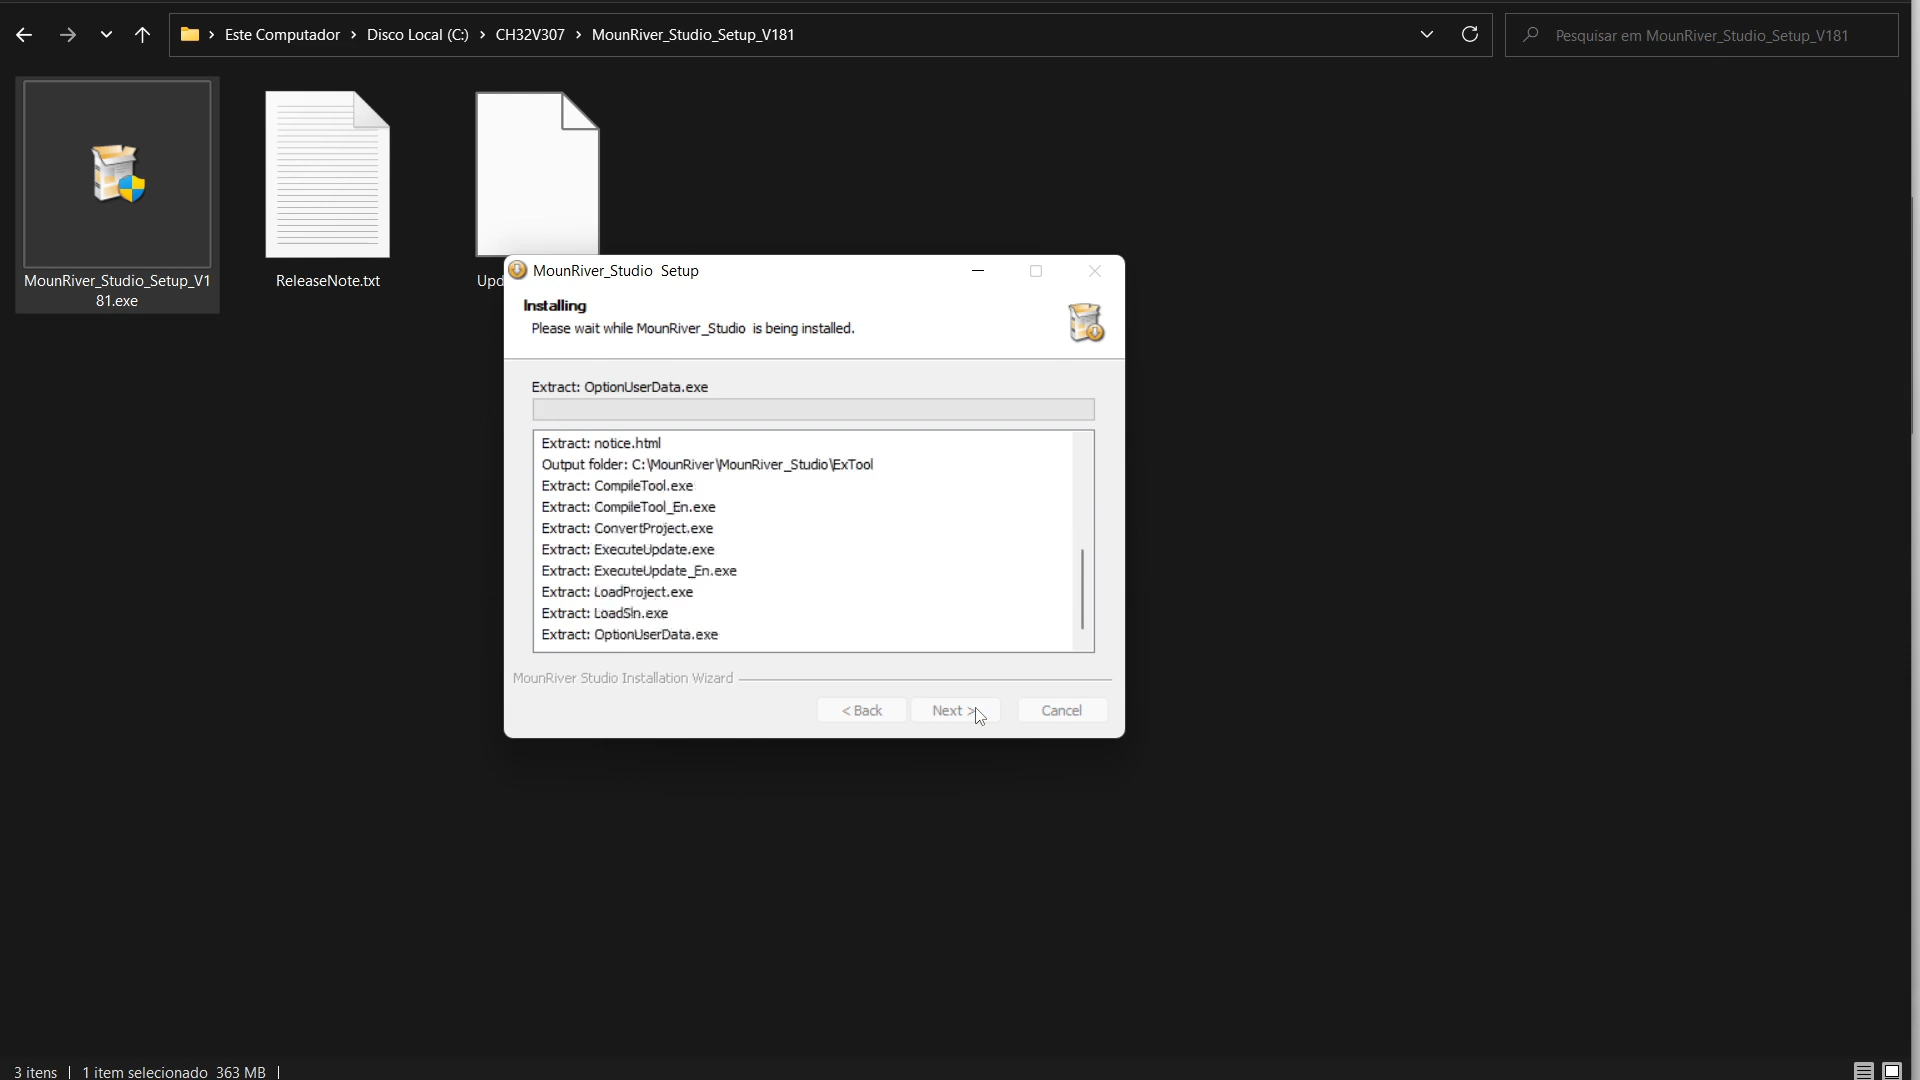 Este Computador > Disco Local (C:) > CH32V307 > MounRiver_Studio_Setup_V181
Pesquisar em MounRiver_Studio_Setup_V181
MounRiver_Studio_Setup_V1
81.exe
ReleaseNote.txt
Upd
MounRiver_Studio Setup
Installing
Please wait while MounRiver_Studio is being installed.
Extract: OptionUserData.exe
Extract: notice.html
Output folder: C:\MounRiver\MounRiver_Studio\ExTool
Extract: CompileTool.exe
Extract: CompileTool_En.exe
Extract: ConvertProject.exe
Extract: ExecuteUpdate.exe
Extract: ExecuteUpdate_En.exe
Extract: LoadProject.exe
Extract: LoadSln.exe
Extract: OptionUserData.exe
MounRiver Studio Installation Wizard
< Back
Next >
Cancel
3 itens
1 item selecionado 363 MB